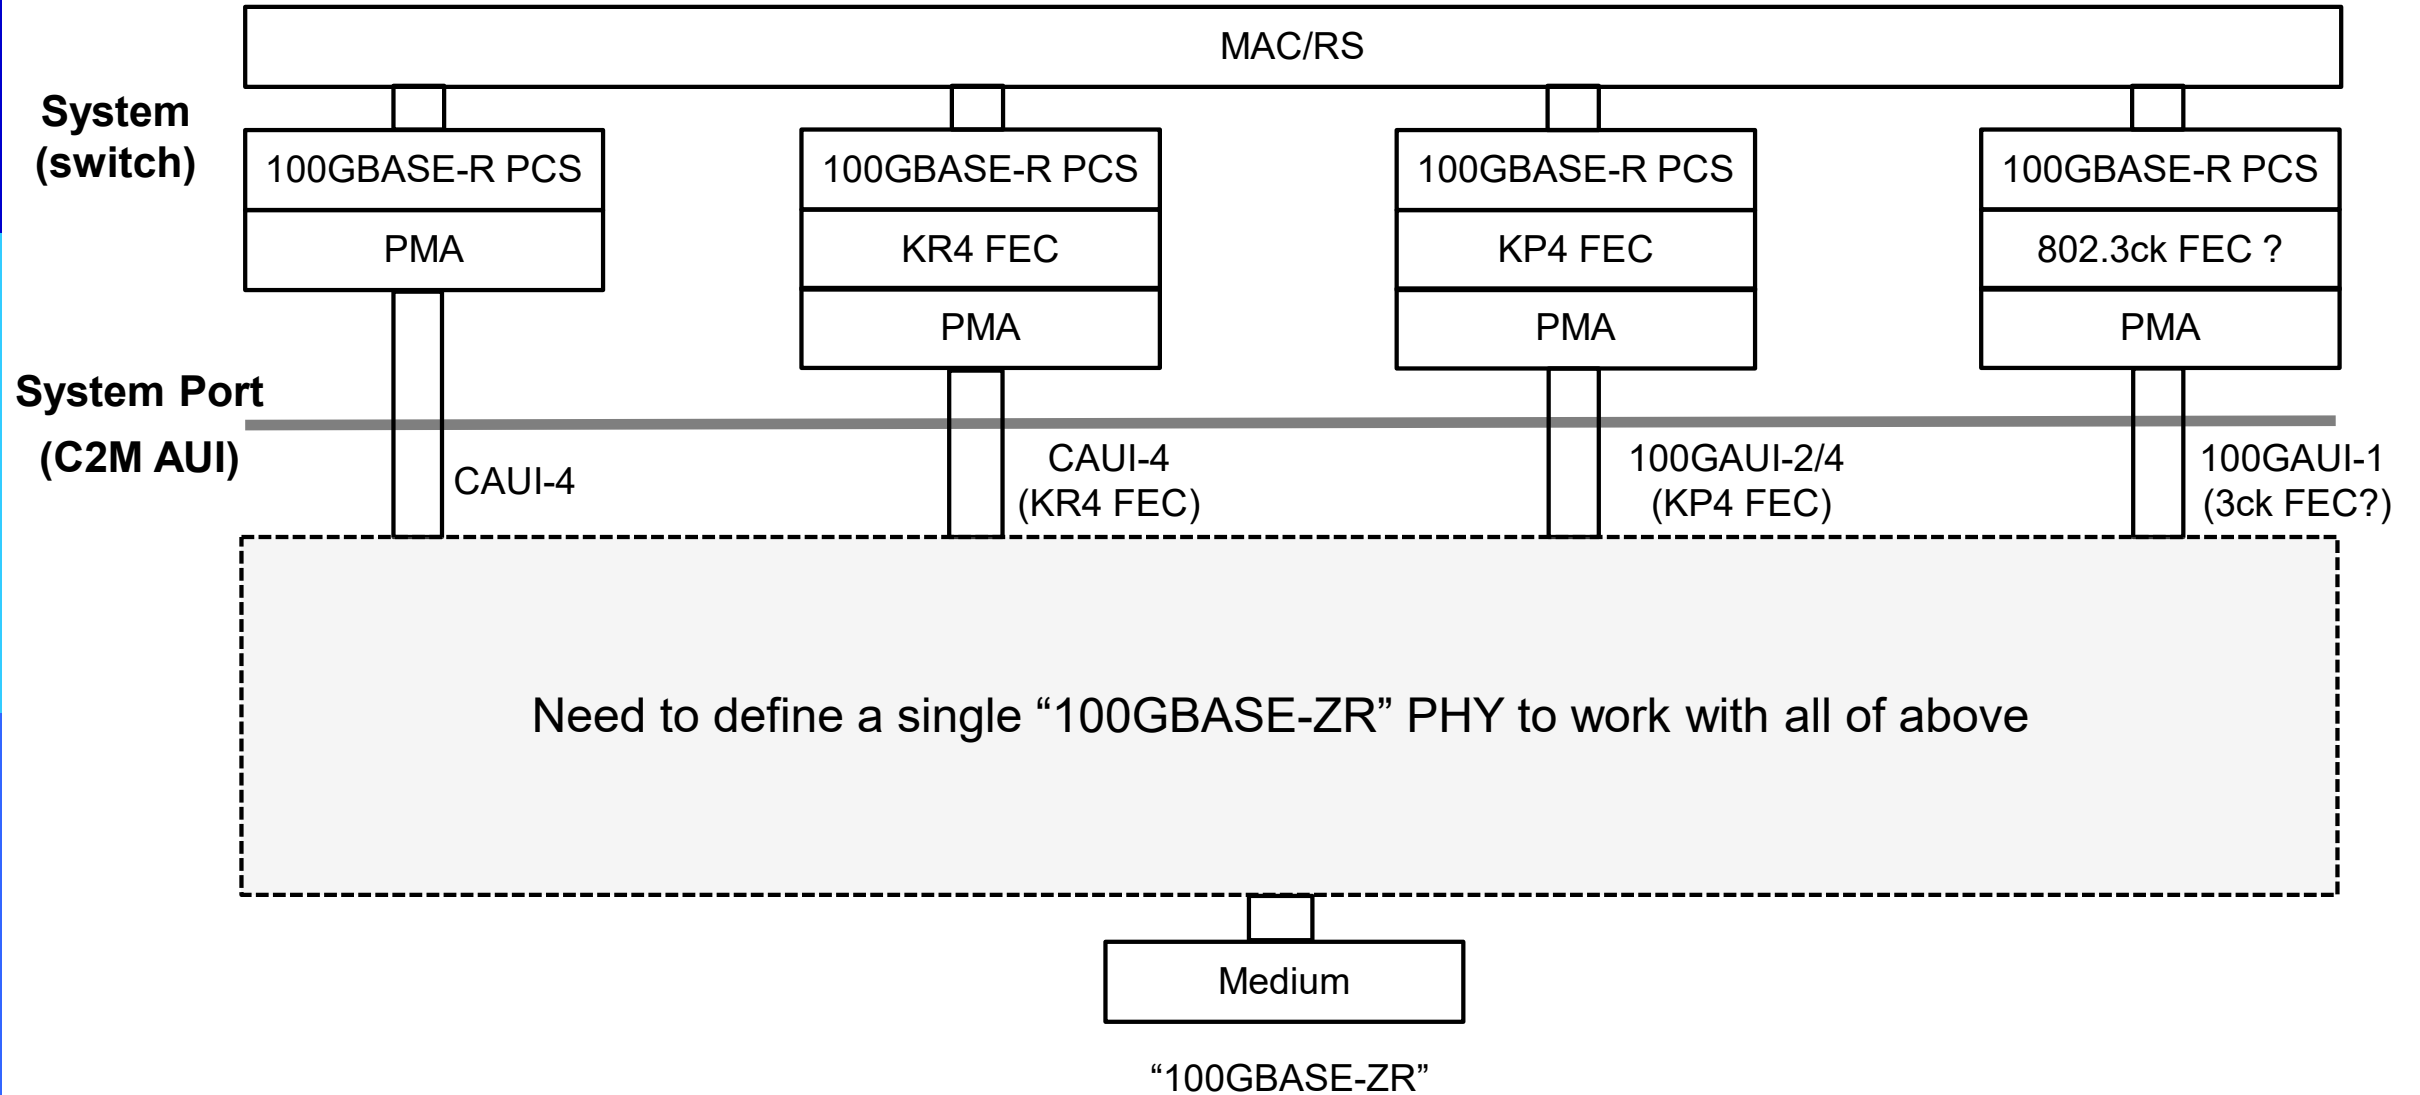 MAC/RS
System
(switch)
100GBASE-R PCS
PMA
100GBASE-R PCS
KR4 FEC
PMA
100GBASE-R PCS
KP4 FEC
PMA
100GBASE-R PCS
802.3ck FEC ?
PMA
System Port
(C2M AUI)
CAUI-4
CAUI-4
(KR4 FEC)
100GAUI-2/4
(KP4 FEC)
100GAUI-1
(3ck FEC?)
Need to define a single “100GBASE-ZR” PHY to work with all of above
Medium
“100GBASE-ZR”